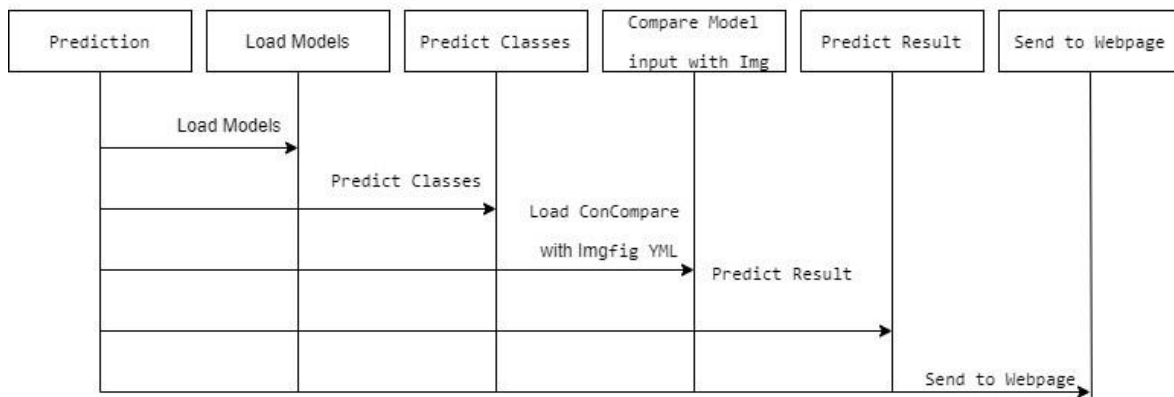 Prediction
Load Models
Predict Classes
Compare Model
input with Img
Predict Result
Send to Webpage
Load Models
Predict Classes
Load ConCompare
with Imgfig YML
Predict Result
Send to Webpage